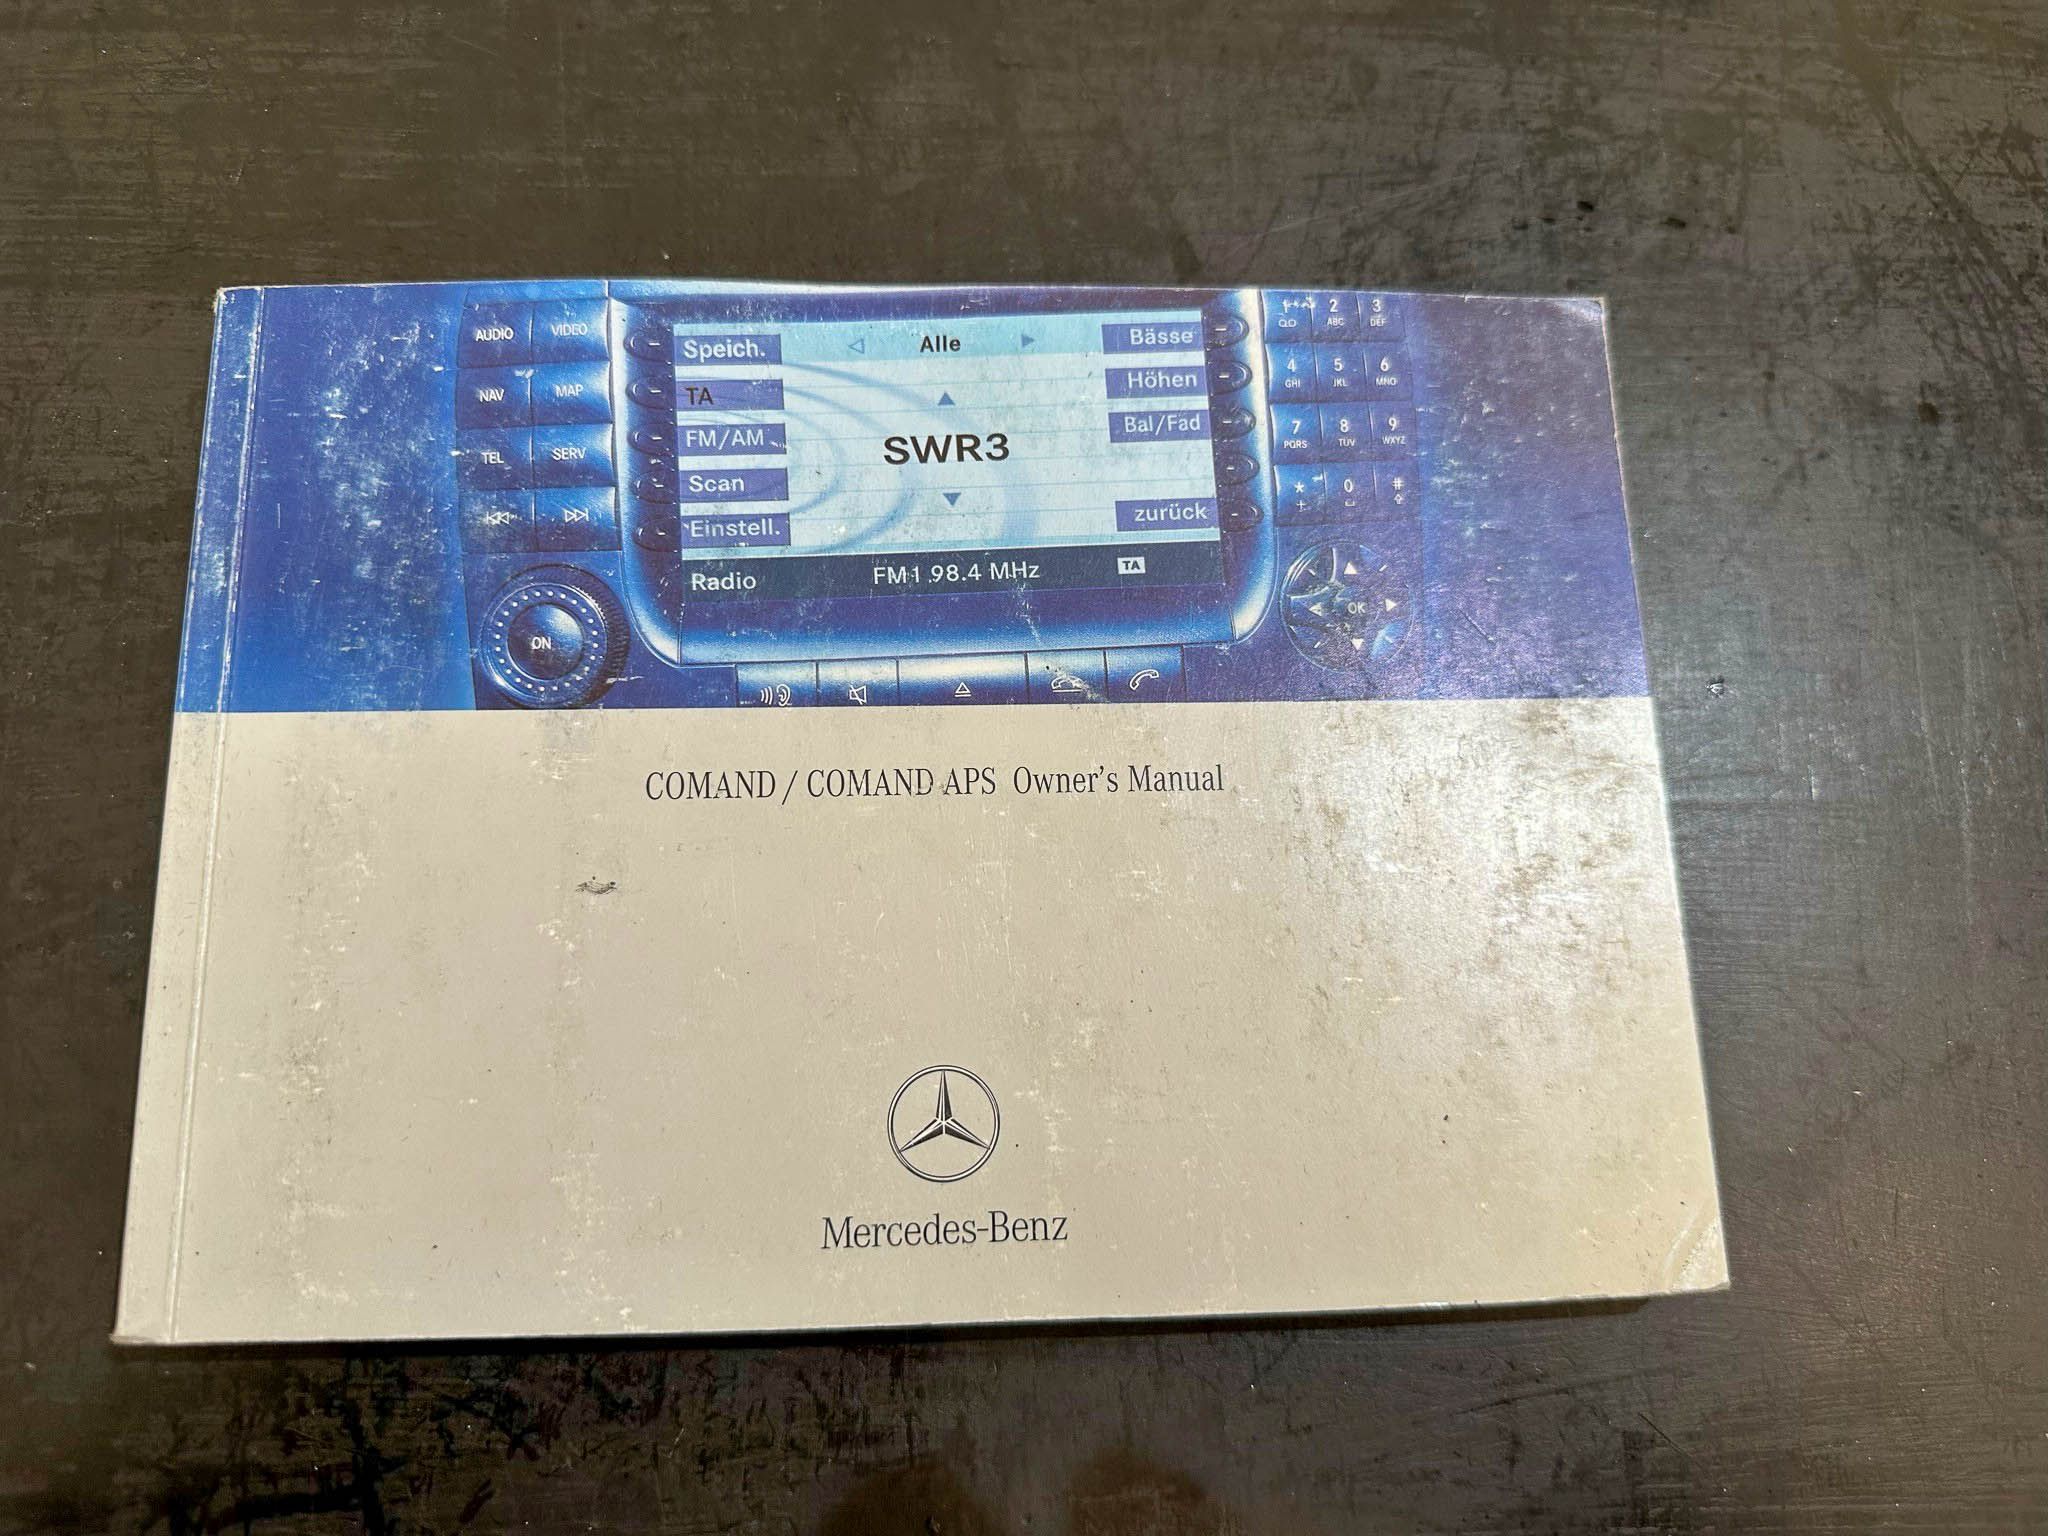 AUDIO VIDEO
NAV MAP
TEL SERV
ON
Speich. Alle Bässe
TA Höhen
FM/AM SWR3 Bal/Fad
Scan
Einstell. zurück
Radio FM1 98.4 MHz TA
1 2 3
QO ABC DEF
4 5 6
GHI JKL MNO
7 8 9
PQRS TUV WXYZ
* 0 #
+
OK
COMAND / COMAND APS Owner's Manual
Mercedes-Benz